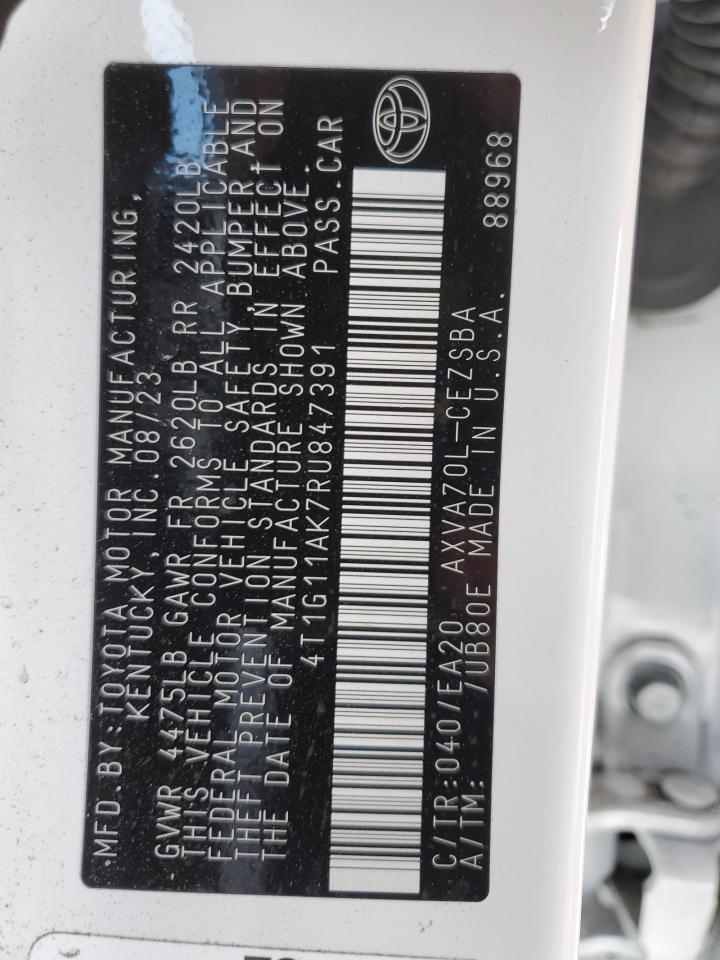 MFD.BY:TOYOTA MOTOR MANUFACTURING,
KENTUCKY,INC.08/23
GVWR 4475LB GAWR FR 2620LB RR 2420LB
THIS VEHICLE CONFORMS TO ALL APPLICABLE
FEDERAL MOTOR VEHICLE SAFETY, BUMPER AND
THEFT PREVENTION STANDARDS IN EFFECT ON
THE DATE OF MANUFACTURE SHOWN ABOVE.
4T1G11AK7RU847391 PASS.CAR
C/TR:040/EA20 AXVA70L-CEZSBA
A/TM: /UB80E MADE IN U.S.A.
88968